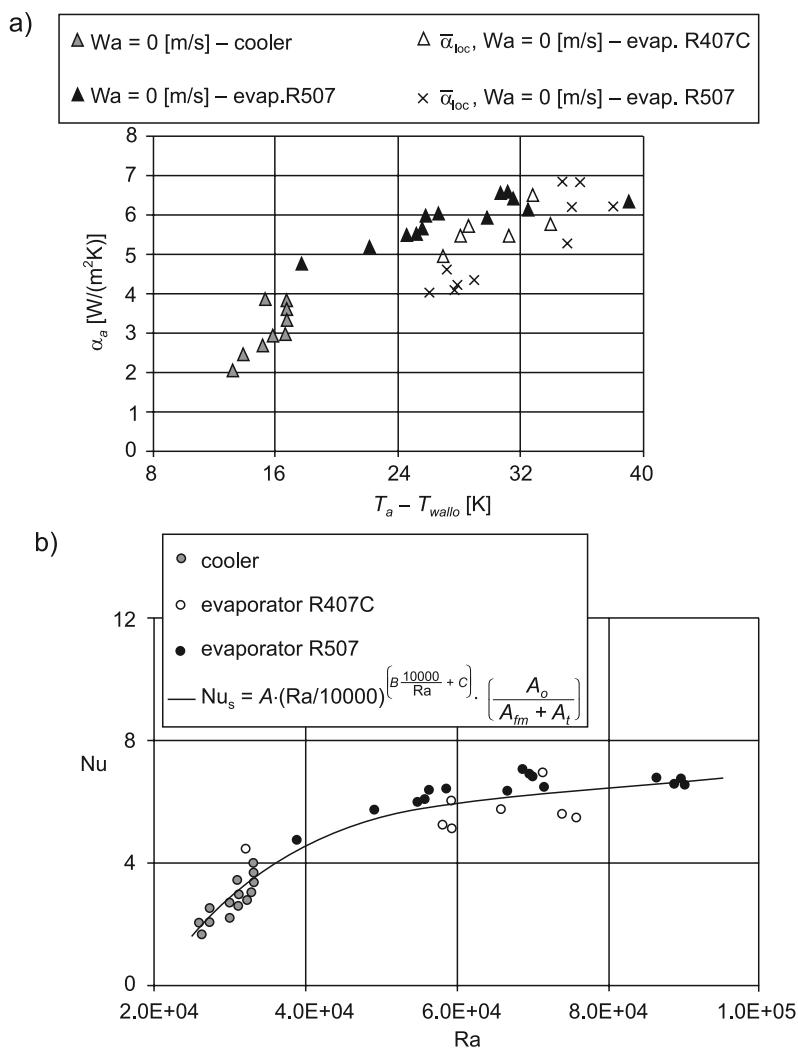 a)
Wa = 0 [m/s] – cooler
α̅loc, Wa = 0 [m/s] – evap. R407C
Wa = 0 [m/s] – evap.R507
α̅loc, Wa = 0 [m/s] – evap. R507
8
7
6
5
4
3
2
1
0
αa [W/(m²K)]
8 16 24 32 40
Ta – Twallo [K]
b)
cooler
evaporator R407C
evaporator R507
Nus = A·(Ra/10000)^(B 10000/Ra + C) · (Ao/(Afm + At))
12
8
4
0
Nu
2.0E+04 4.0E+04 6.0E+04 8.0E+04 1.0E+05
Ra